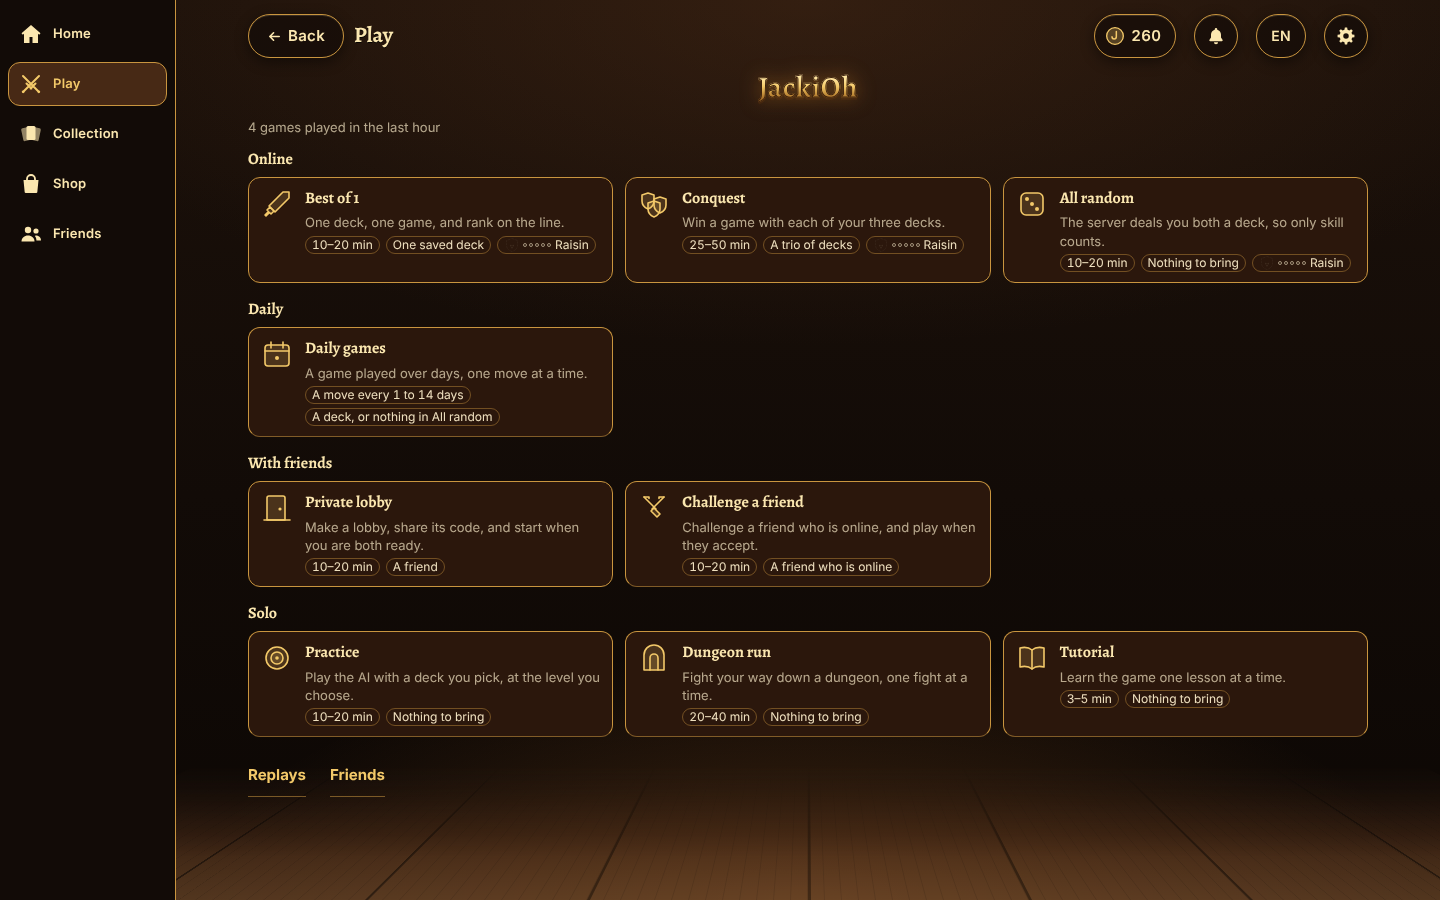 Home
Play
Collection
Shop
Friends
← Back
Play
260
EN
JackiOh
4 games played in the last hour
Online
Best of 1
One deck, one game, and rank on the line.
10–20 min
One saved deck
Raisin
Conquest
Win a game with each of your three decks.
25–50 min
A trio of decks
Raisin
All random
The server deals you both a deck, so only skill
counts.
10–20 min
Nothing to bring
Raisin
Daily
Daily games
A game played over days, one move at a time.
A move every 1 to 14 days
A deck, or nothing in All random
With friends
Private lobby
Make a lobby, share its code, and start when
you are both ready.
10–20 min
A friend
Challenge a friend
Challenge a friend who is online, and play when
they accept.
10–20 min
A friend who is online
Solo
Practice
Play the AI with a deck you pick, at the level you
choose.
10–20 min
Nothing to bring
Dungeon run
Fight your way down a dungeon, one fight at a
time.
20–40 min
Nothing to bring
Tutorial
Learn the game one lesson at a time.
3–5 min
Nothing to bring
Replays
Friends